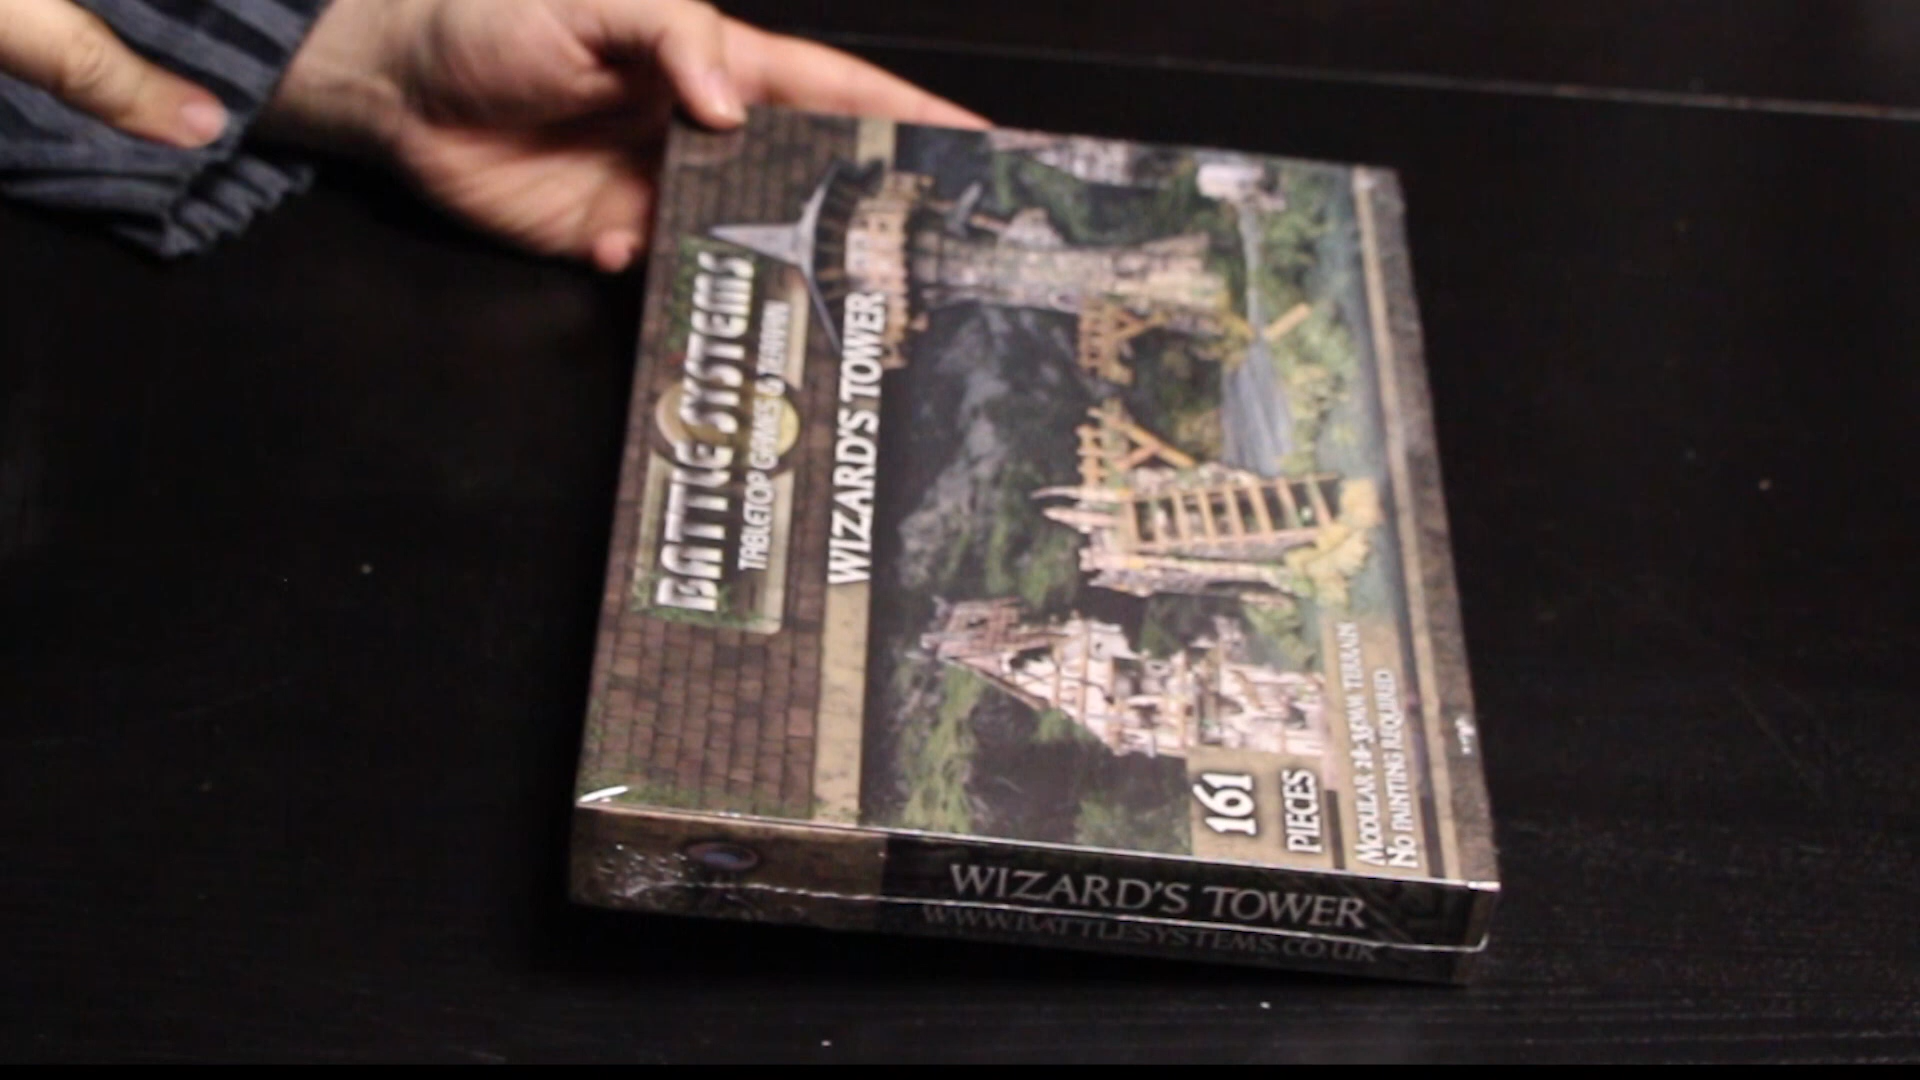 BATTLE SYSTEMS
TABLETOP GAMES & TERRAIN
WIZARD'S TOWER
161
PIECES
MODULAR 28-35MM TERRAIN
NO PAINTING REQUIRED
WIZARD'S TOWER
WWW.BATTLESYSTEMS.CO.UK